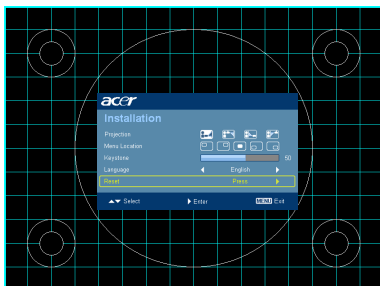 acer
Installation
Projection
Menu Location
Keystone 50
Language English
Reset Press
Select Enter MENU Exit